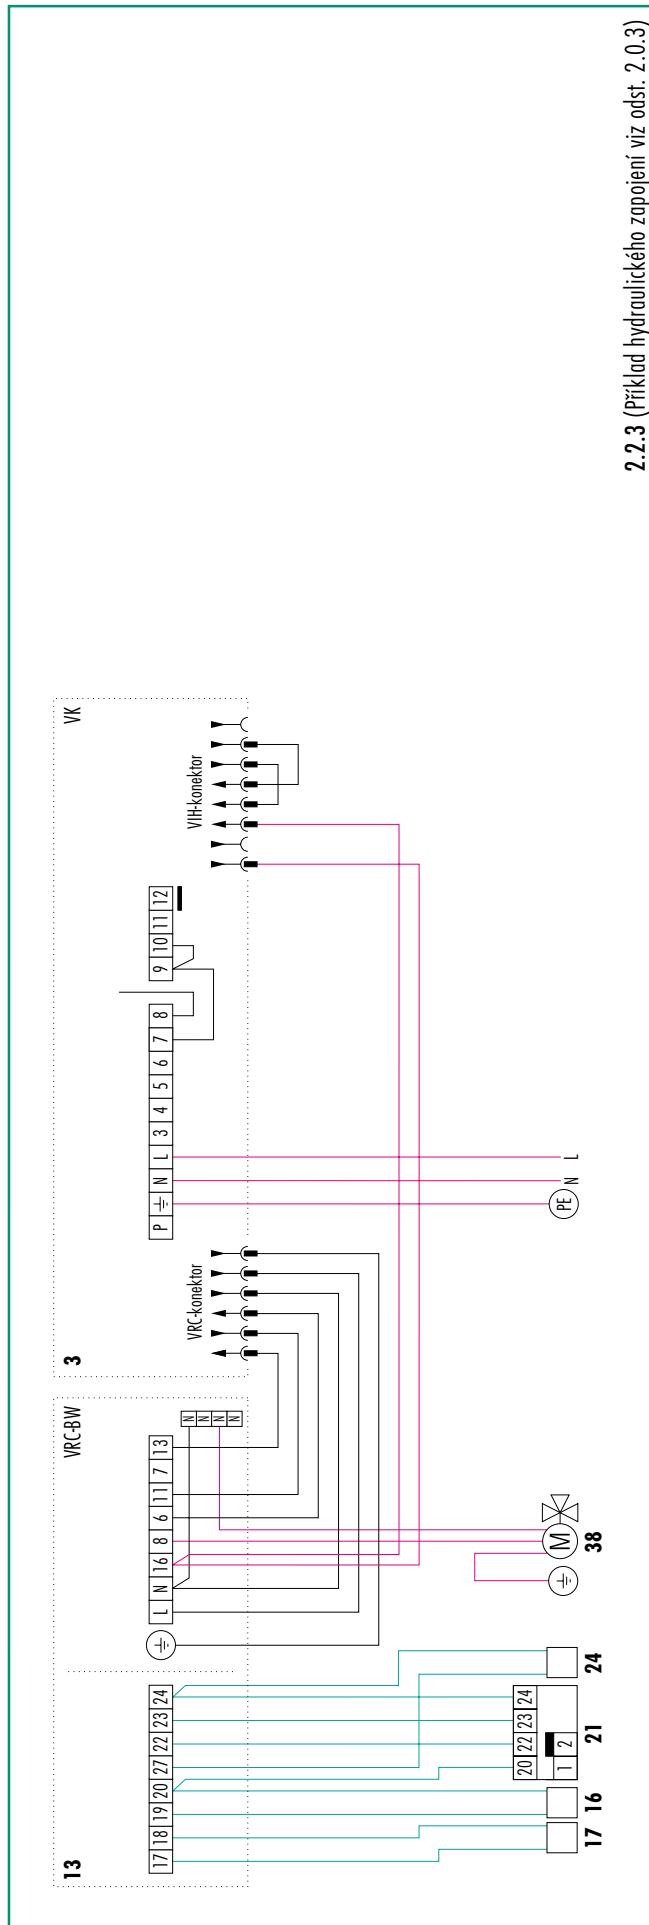 13
VRC-BW
3
VK
17 18 19 20 27 22 23 24
L N 16 8 6 11 7 13
N N N N
P N L 3 4 5 6 7 8
9 10 11 12
VRC-konektor
VIH-konektor
20 22 23 24
1 2
M
PE N L
17 16 21 24 38
2.2.3 (Příklad hydraulického zapojení viz odst. 2.0.3)